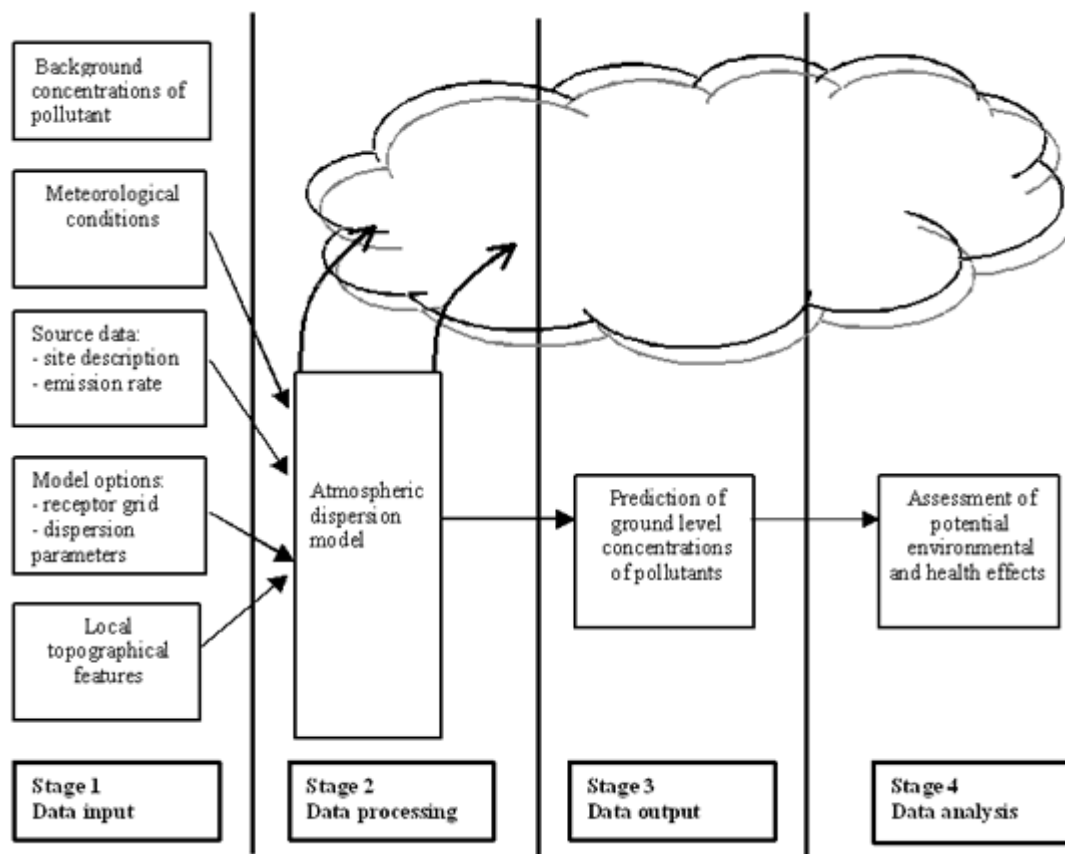 Background
concentrations of
pollutant
Meteorological
conditions
Source data:
- site description
- emission rate
Model options:
- receptor grid
- dispersion
parameters
Local
topographical
features
Atmospheric
dispersion
model
Prediction of
ground level
concentrations
of pollutants
Assessment of
potential
environmental
and health effects
Stage 1
Data input
Stage 2
Data processing
Stage 3
Data output
Stage 4
Data analysis